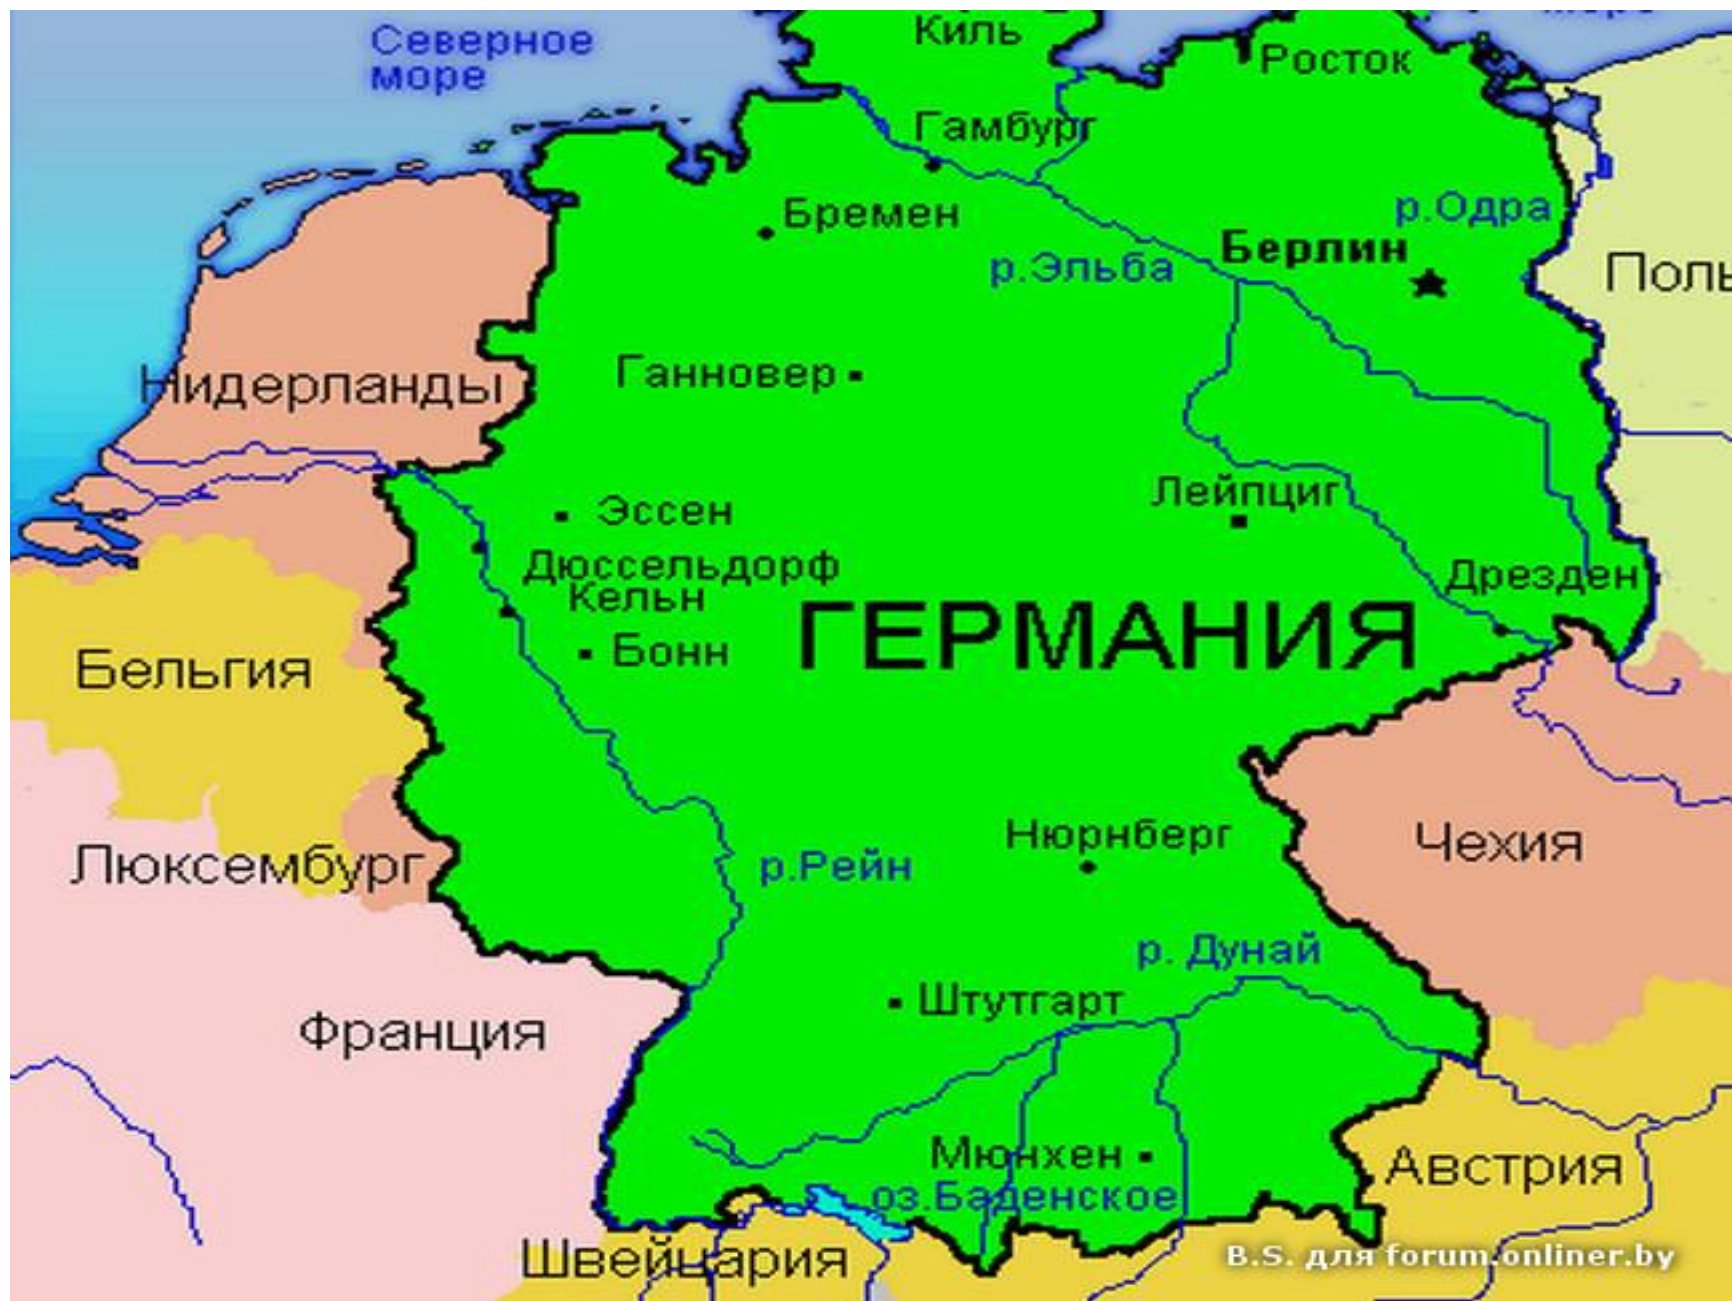 Северное
море
Киль
Росток
Гамбург
Бремен
р.Одра
Берлин
р.Эльба
Ганновер
Нидерланды
Эссен
Лейпциг
Дюссельдорф
Кельн
Дрезден
ГЕРМАНИЯ
Бонн
Бельгия
Нюрнберг
Чехия
Люксембург
р.Рейн
р. Дунай
Штутгарт
Франция
Мюнхен
Австрия
оз.Баденское
Швейцария
B.S. для forum.onliner.by